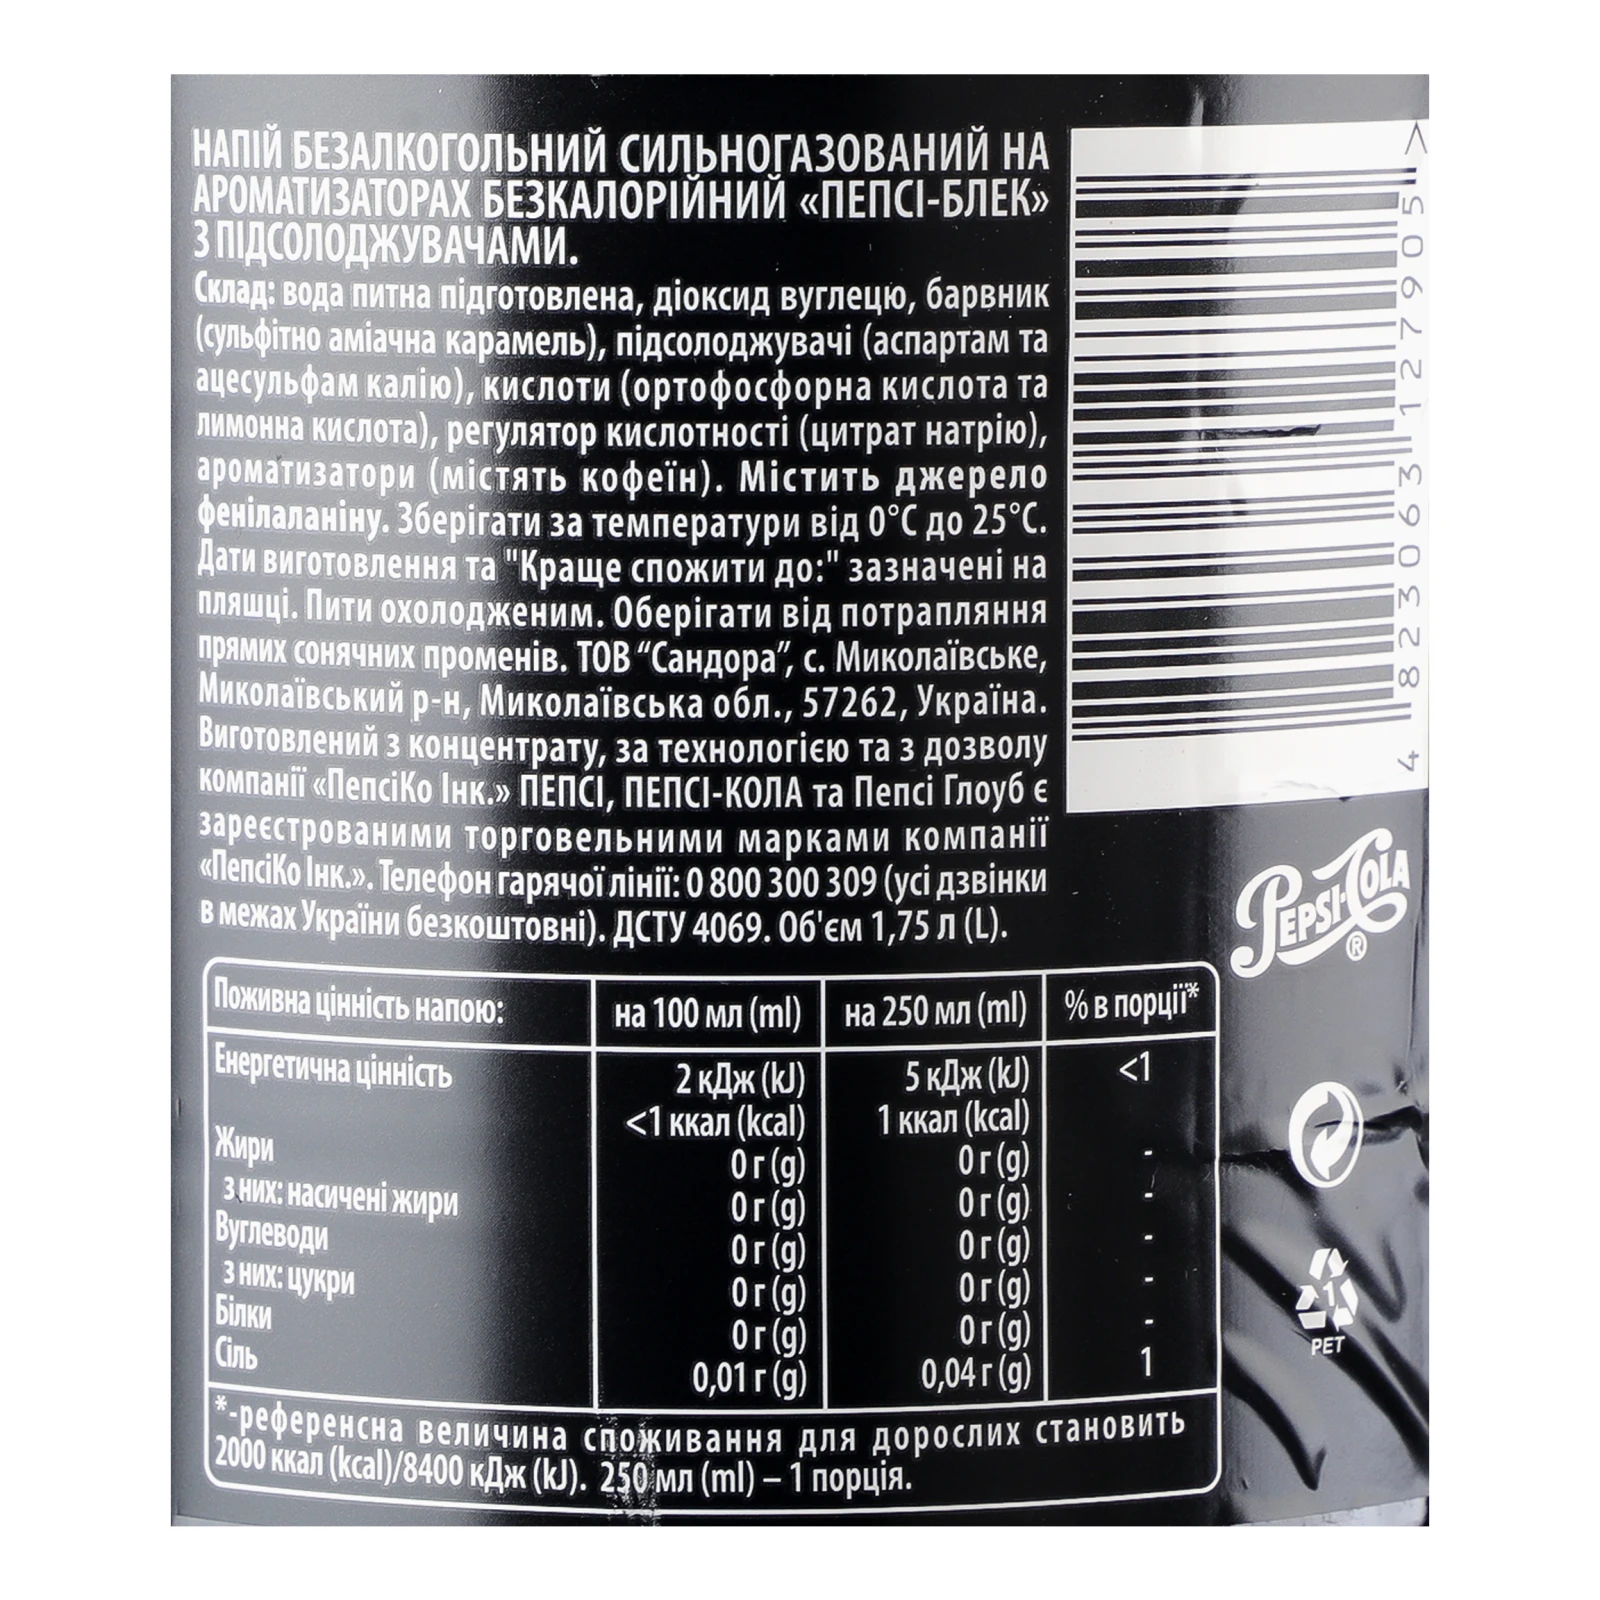 НАПІЙ БЕЗАЛКОГОЛЬНИЙ СИЛЬНОГАЗОВАНИЙ НА
АРОМАТИЗАТОРАХ БЕЗКАЛОРІЙНИЙ «ПЕПСІ-БЛЕК»
З ПІДСОЛОДЖУВАЧАМИ.
Склад: вода питна підготовлена, діоксид вуглецю, барвник
(сульфітно аміачна карамель), підсолоджувачі (аспартам та
ацесульфам калію), кислоти (ортофосфорна кислота та
лимонна кислота), регулятор кислотності (цитрат натрію),
ароматизатори (містять кофеїн). Містить джерело
фенілаланіну. Зберігати за температури від 0°С до 25°С.
Дати виготовлення та "Краще спожити до:" зазначені на
пляшці. Пити охолодженим. Оберігати від потрапляння
прямих сонячних променів. ТОВ “Сандора”, с. Миколаївське,
Миколаївський р-н, Миколаївська обл., 57262, Україна.
Виготовлений з концентрату, за технологією та з дозволу
компанії «ПепсіКо Інк.» ПЕПСІ, ПЕПСІ-КОЛА та Пепсі Глоуб є
зареєстрованими торговельними марками компанії
«ПепсіКо Інк.». Телефон гарячої лінії: 0 800 300 309 (усі дзвінки
в межах України безкоштовні). ДСТУ 4069. Об'єм 1,75 л (L).
4 823063 127905 >
PEPSI-COLA ®
Поживна цінність напою: на 100 мл (ml) на 250 мл (ml) % в порції*
Енергетична цінність 2 кДж (kJ) 5 кДж (kJ) <1
<1 ккал (kcal) 1 ккал (kcal)
Жири 0 г (g) 0 г (g) -
з них: насичені жири 0 г (g) 0 г (g) -
Вуглеводи 0 г (g) 0 г (g) -
з них: цукри 0 г (g) 0 г (g) -
Білки 0 г (g) 0 г (g) -
Сіль 0,01 г (g) 0,04 г (g) 1
*-референсна величина споживання для дорослих становить
2000 ккал (kcal)/8400 кДж (kJ). 250 мл (ml) – 1 порція.
1
PET